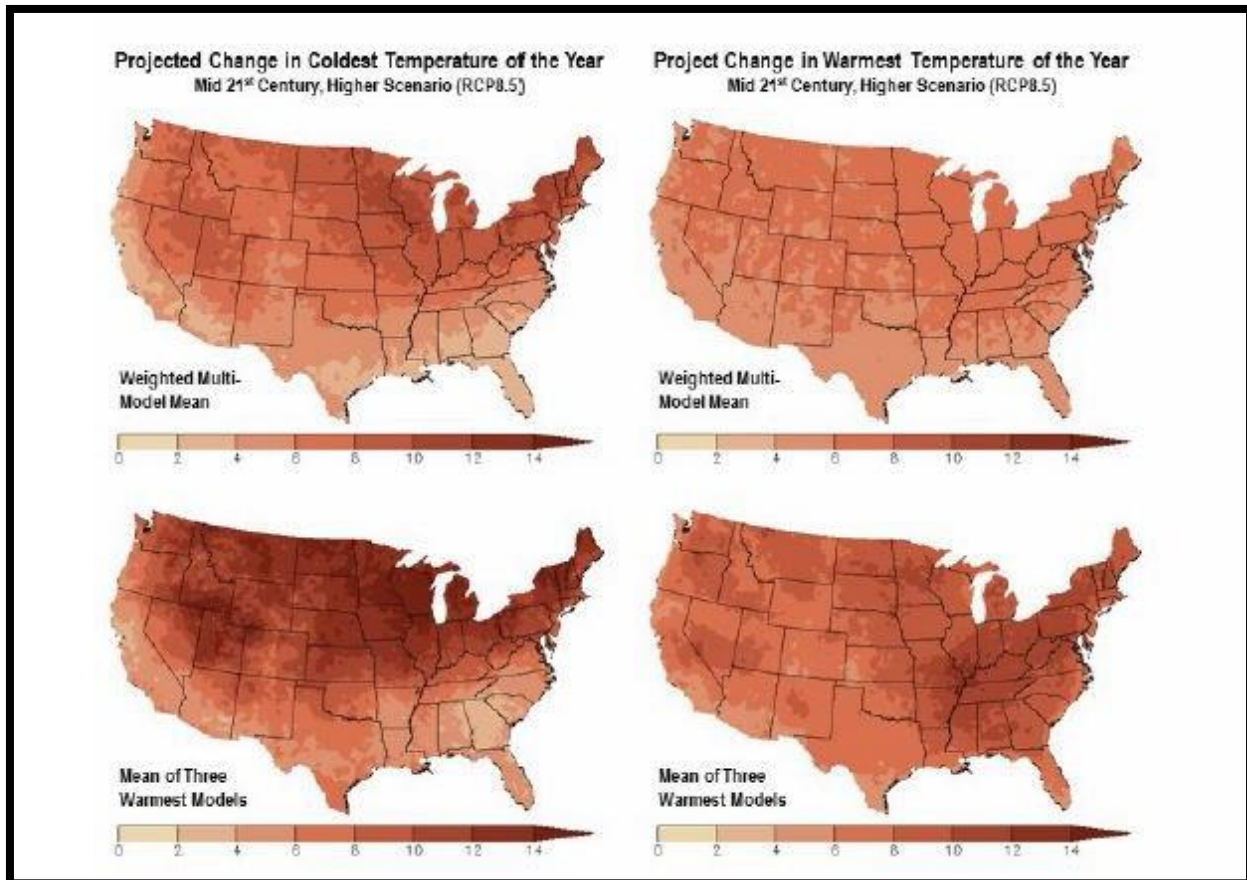 Projected Change in Coldest Temperature of the Year
Mid 21st Century, Higher Scenario (RCP8.5)
Weighted Multi-
Model Mean
0 2 4 6 8 10 12 14
Project Change in Warmest Temperature of the Year
Mid 21st Century, Higher Scenario (RCP8.5)
Weighted Multi-
Model Mean
0 2 4 6 8 10 12 14
Mean of Three
Warmest Models
0 2 4 6 8 10 12 14
Mean of Three
Warmest Models
0 2 4 6 8 10 12 14